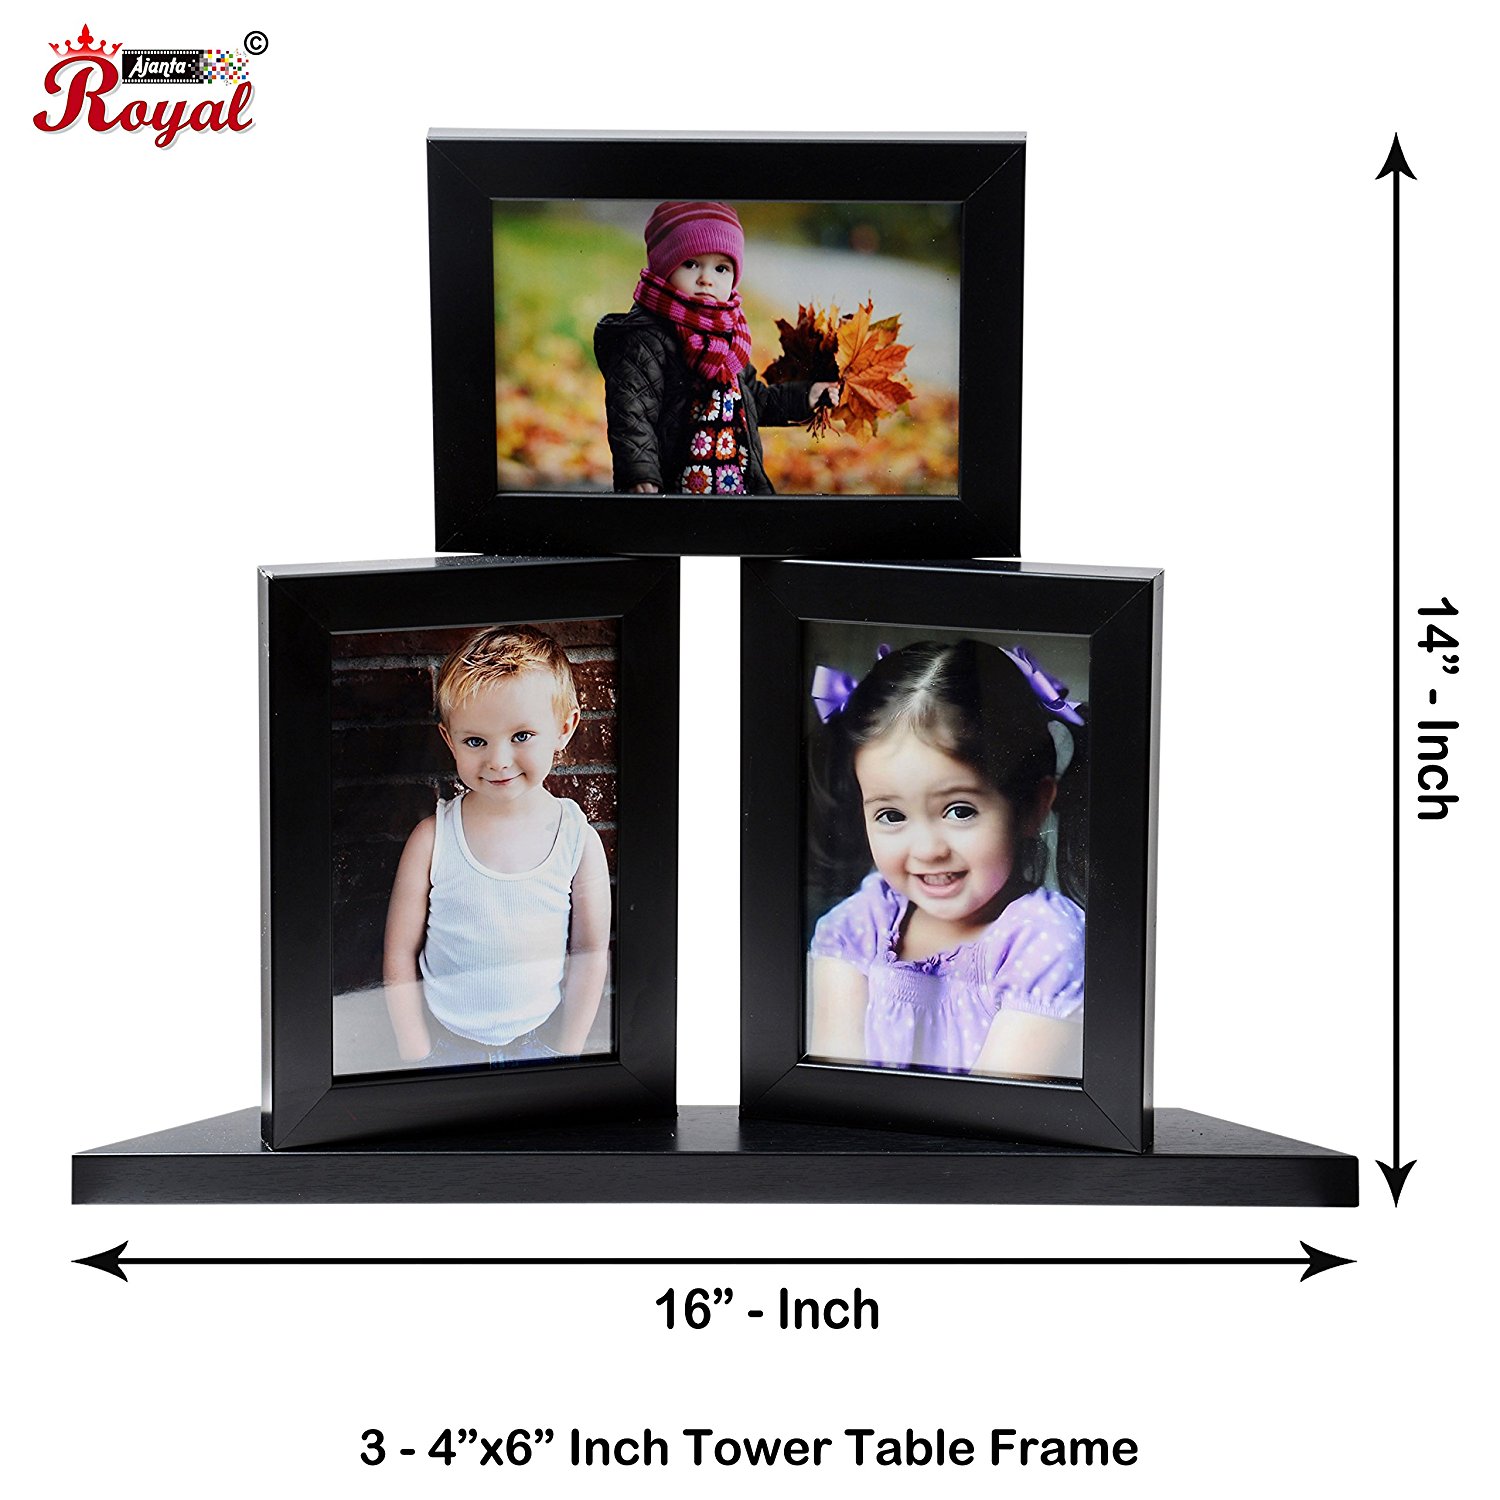 Ajanta
Royal
©
14” - Inch
16” - Inch
3 - 4”x6” Inch Tower Table Frame